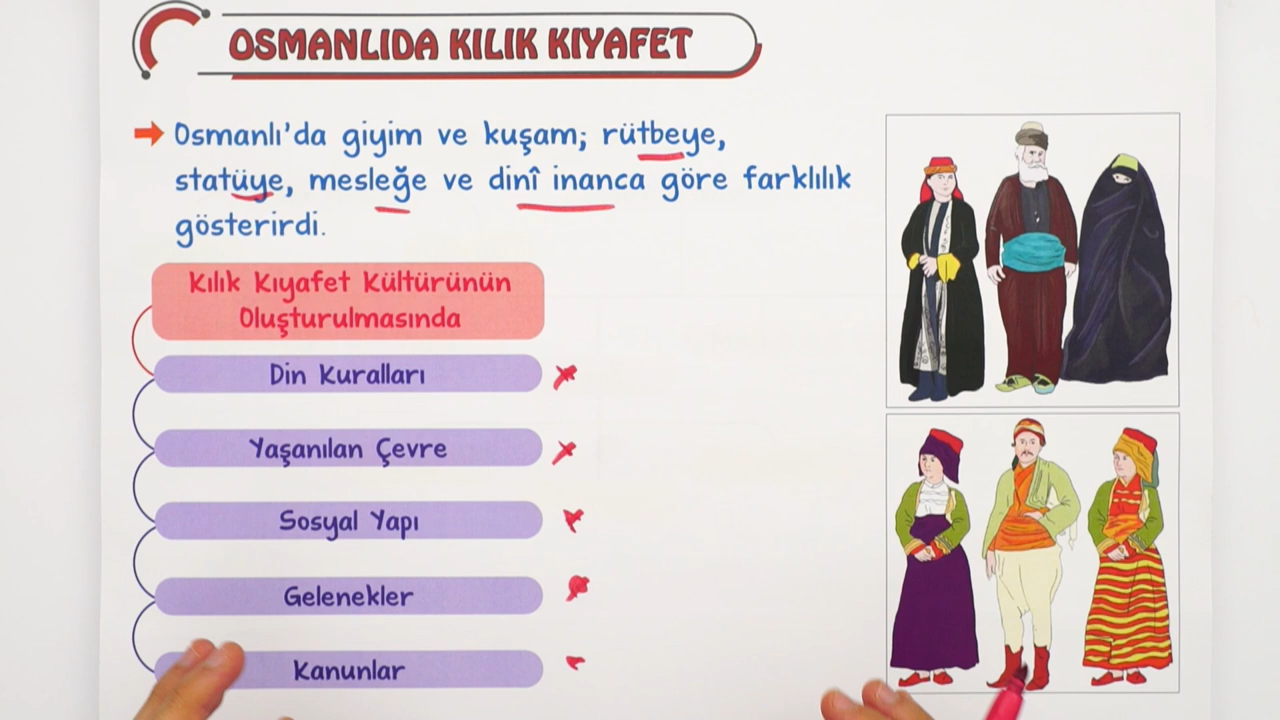 OSMANLIDA KILIK KIYAFET
Osmanlı'da giyim ve kuşam; rütbeye,
statüye, mesleğe ve dinî inanca göre farklılık
gösterirdi.
Kılık Kıyafet Kültürünün
Oluşturulmasında
Din Kuralları
Yaşanılan Çevre
Sosyal Yapı
Gelenekler
Kanunlar